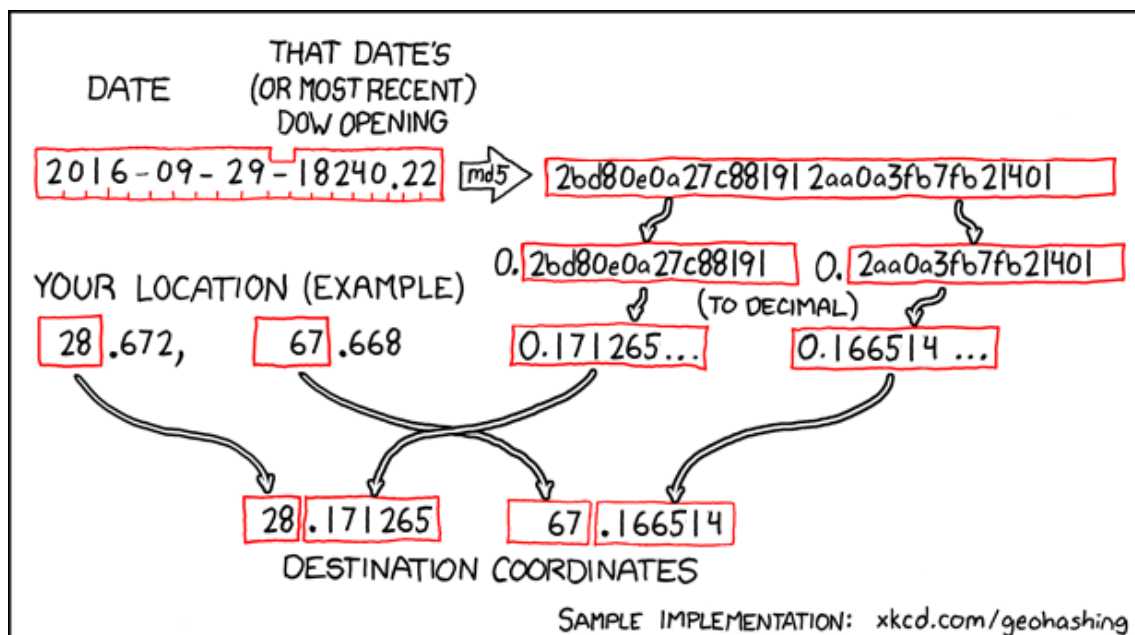 DATE
THAT DATE'S
(OR MOST RECENT)
DOW OPENING
2016-09-29-18240.22
md5
2bd80e0a27c881912aa0a3fb7fb21401
0.2bd80e0a27c88191
0.2aa0a3fb7fb21401
YOUR LOCATION (EXAMPLE)
(TO DECIMAL)
28.672,
67.668
0.171265...
0.166514...
28.171265
67.166514
DESTINATION COORDINATES
SAMPLE IMPLEMENTATION: xkcd.com/geohashing